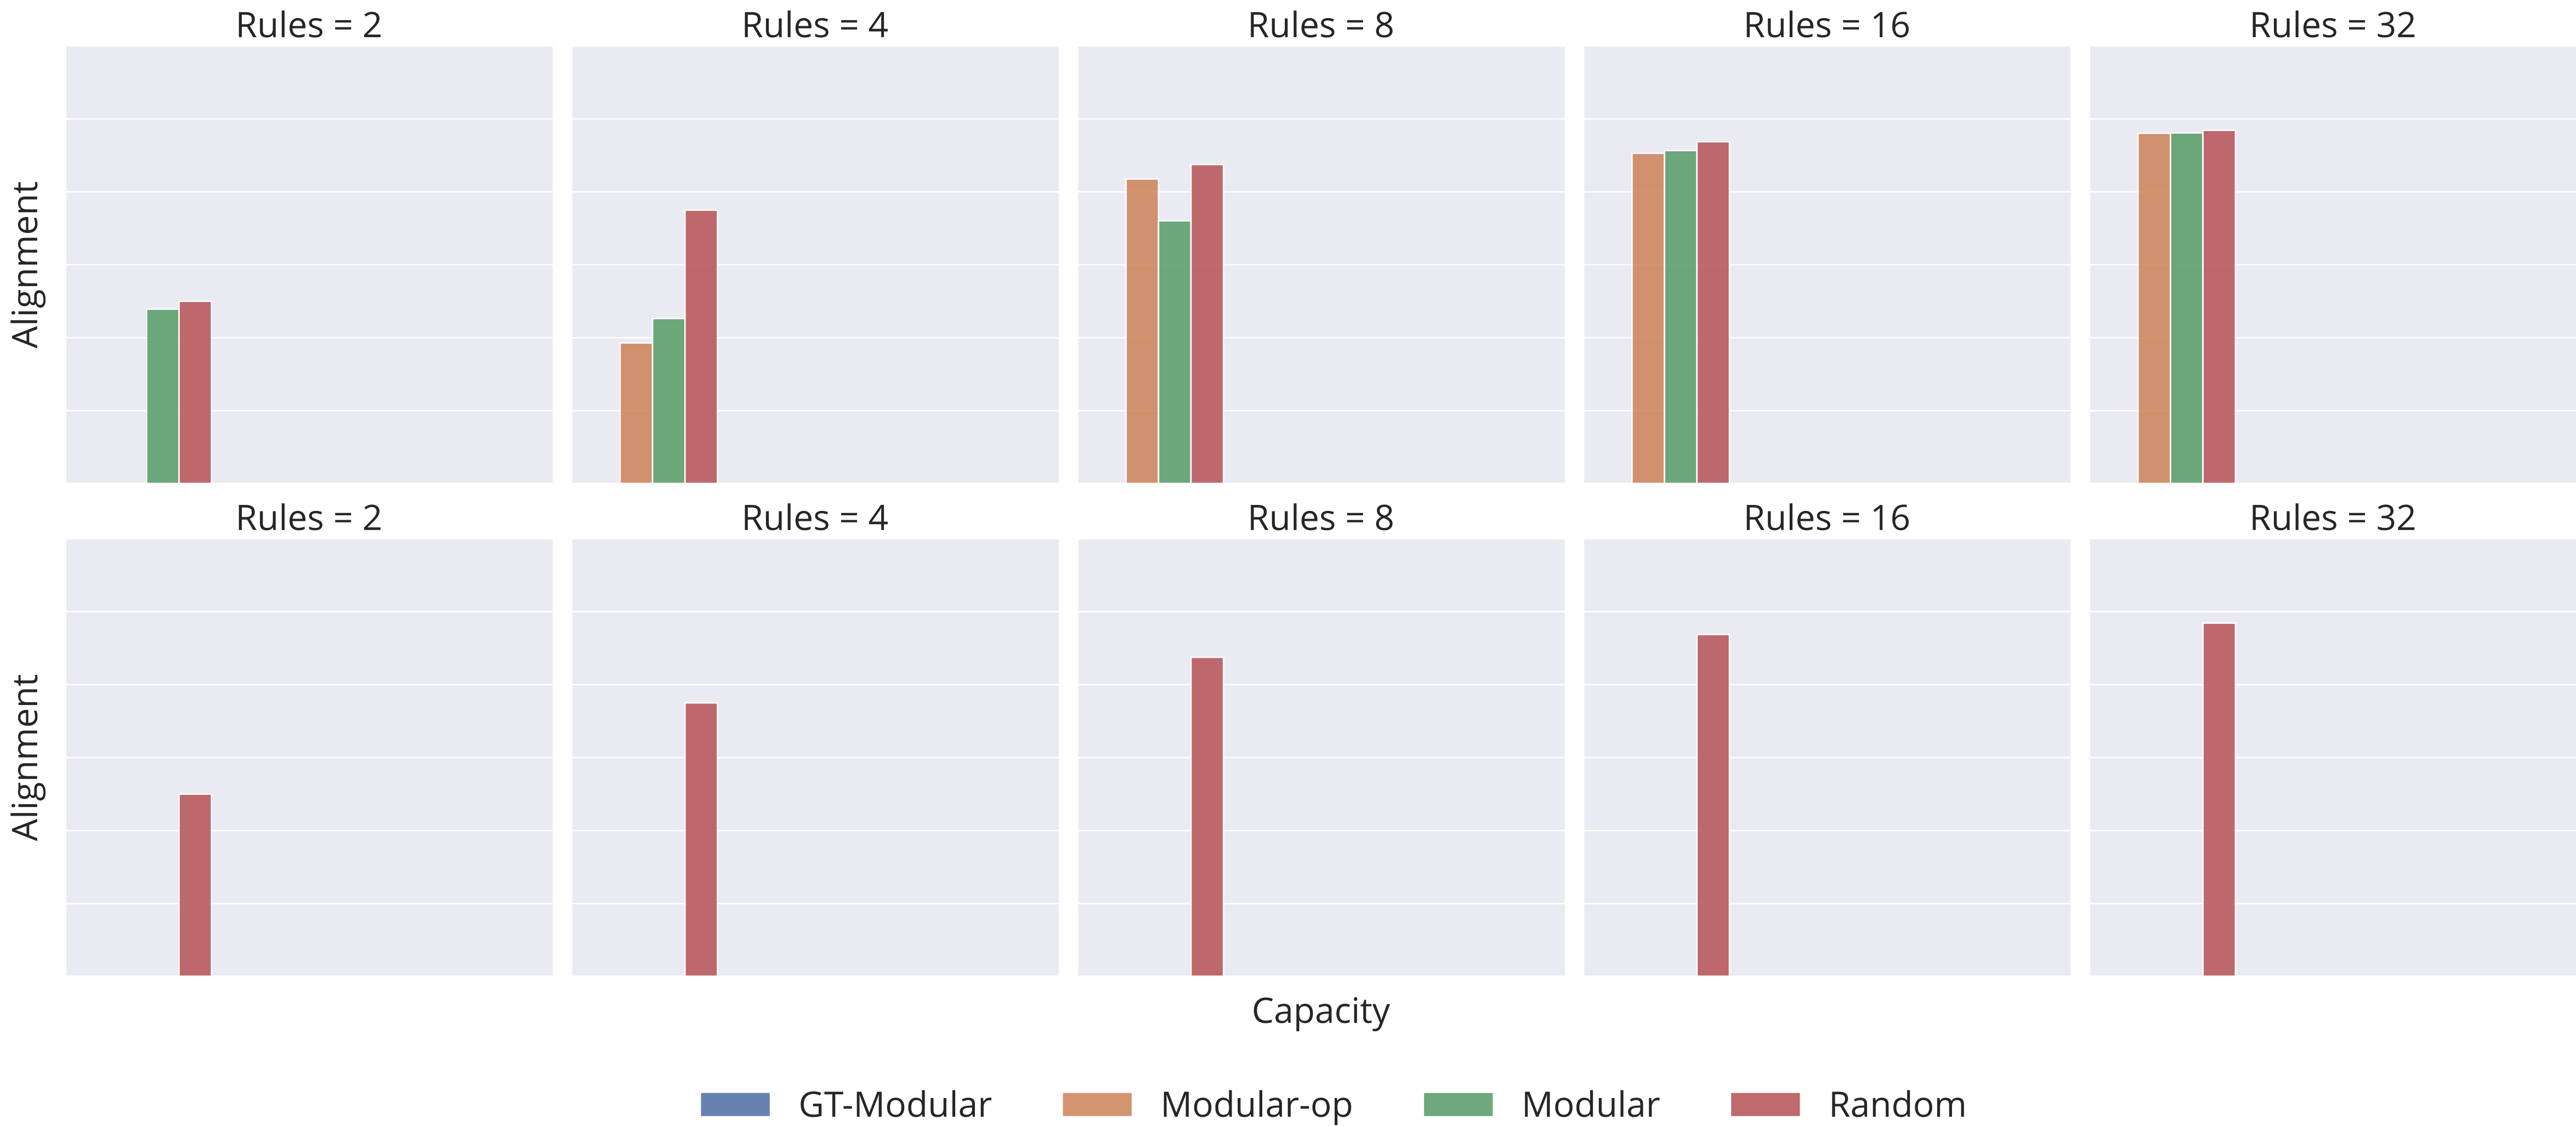 Rules = 2
Rules = 4
Rules = 8
Rules = 16
Rules = 32
Alignment
Rules = 2
Rules = 4
Rules = 8
Rules = 16
Rules = 32
Alignment
Capacity
GT-Modular
Modular-op
Modular
Random